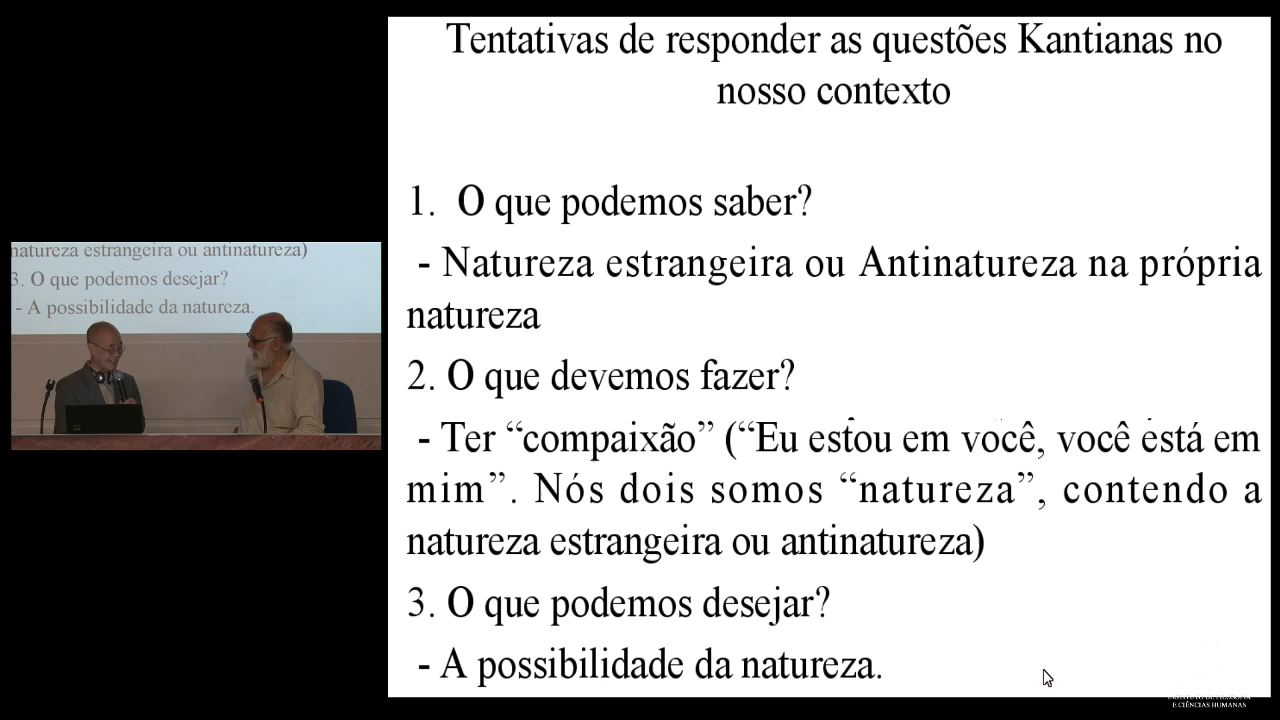 Tentativas de responder as questões Kantianas no
nosso contexto
1. O que podemos saber?
- Natureza estrangeira ou Antinatureza na própria
natureza
2. O que devemos fazer?
- Ter “compaixão” (“Eu estou em você, você está em
mim”. Nós dois somos “natureza”, contendo a
natureza estrangeira ou antinatureza)
3. O que podemos desejar?
- A possibilidade da natureza.
natureza estrangeira ou antinatureza)
3. O que podemos desejar?
- A possibilidade da natureza.
E CIÊNCIAS HUMANAS